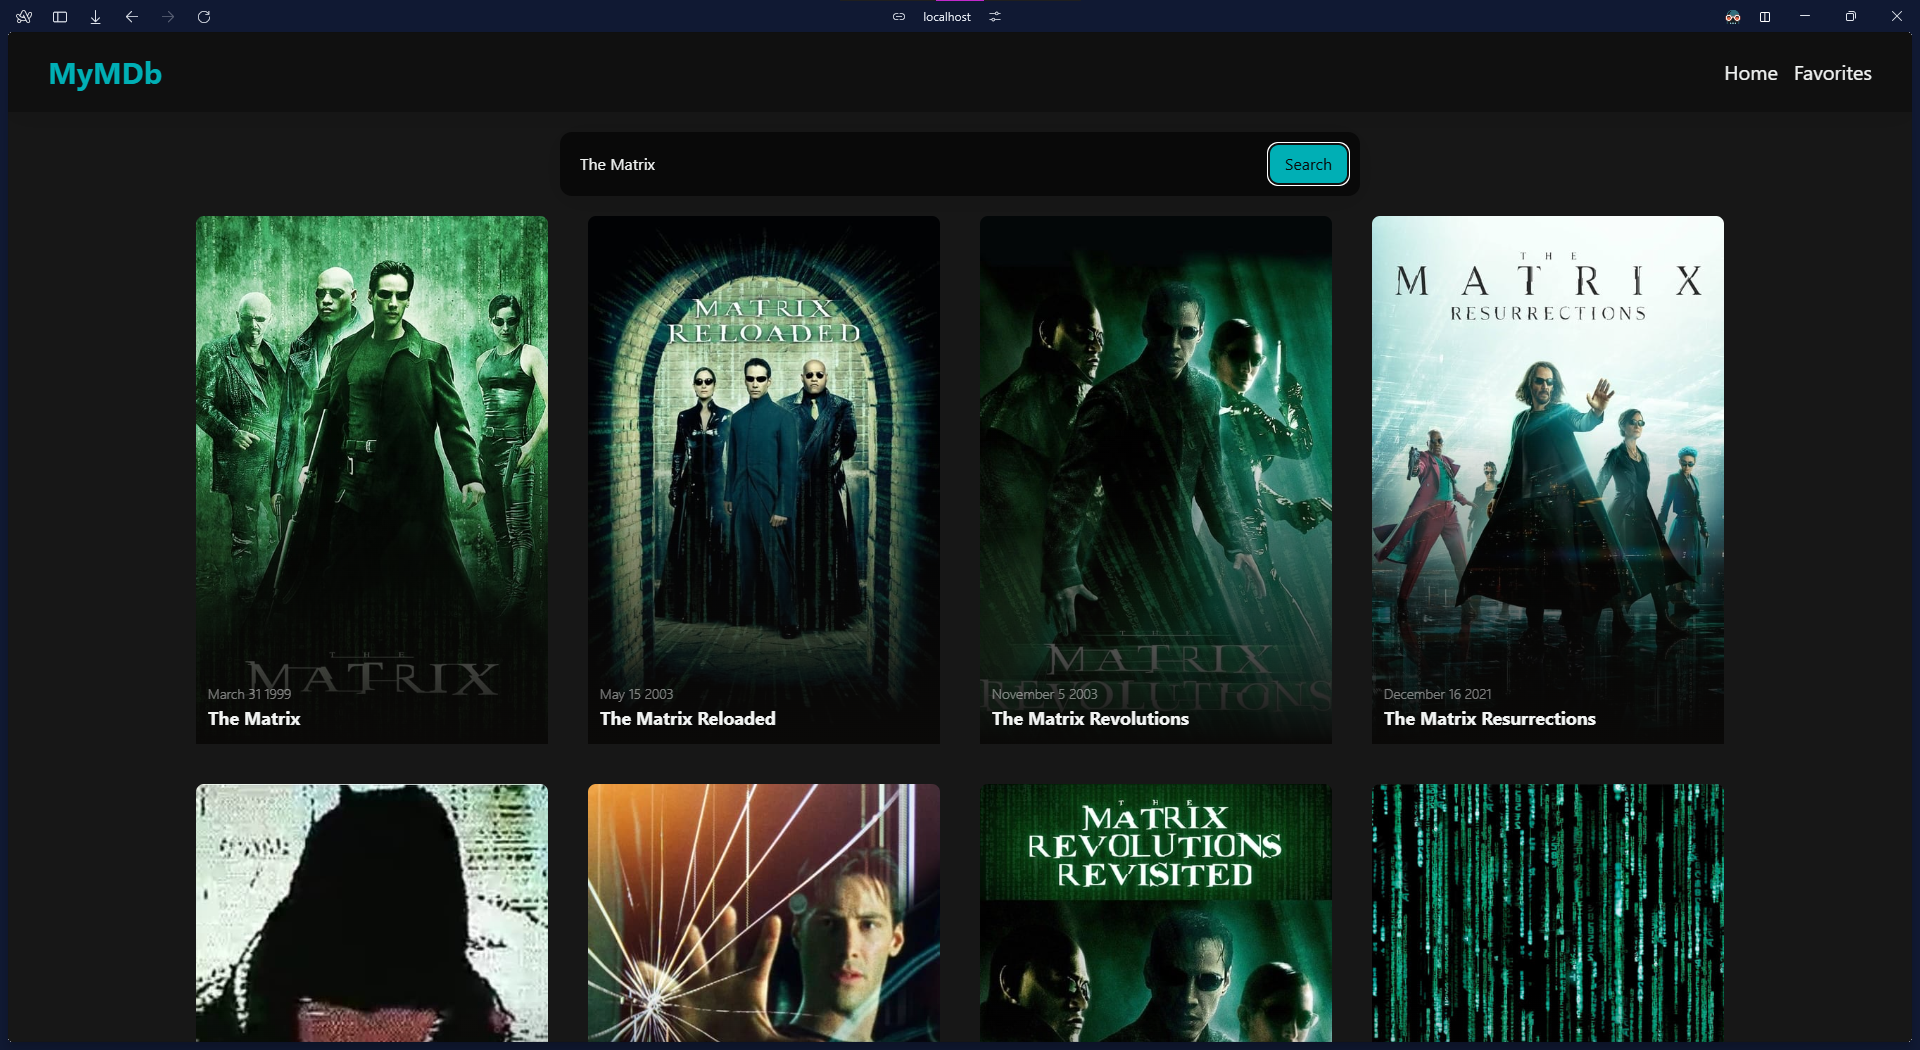 localhost
MyMDb
Home Favorites
The Matrix
Search
THE
MATRIX
March 31 1999
The Matrix
MATRIX
RELOADED
May 15 2003
The Matrix Reloaded
THE
MATRIX
REVOLUTIONS
November 5 2003
The Matrix Revolutions
THE
MATRIX
RESURRECTIONS
December 16 2021
The Matrix Resurrections
THE
MATRIX
REVOLUTIONS
REVISITED